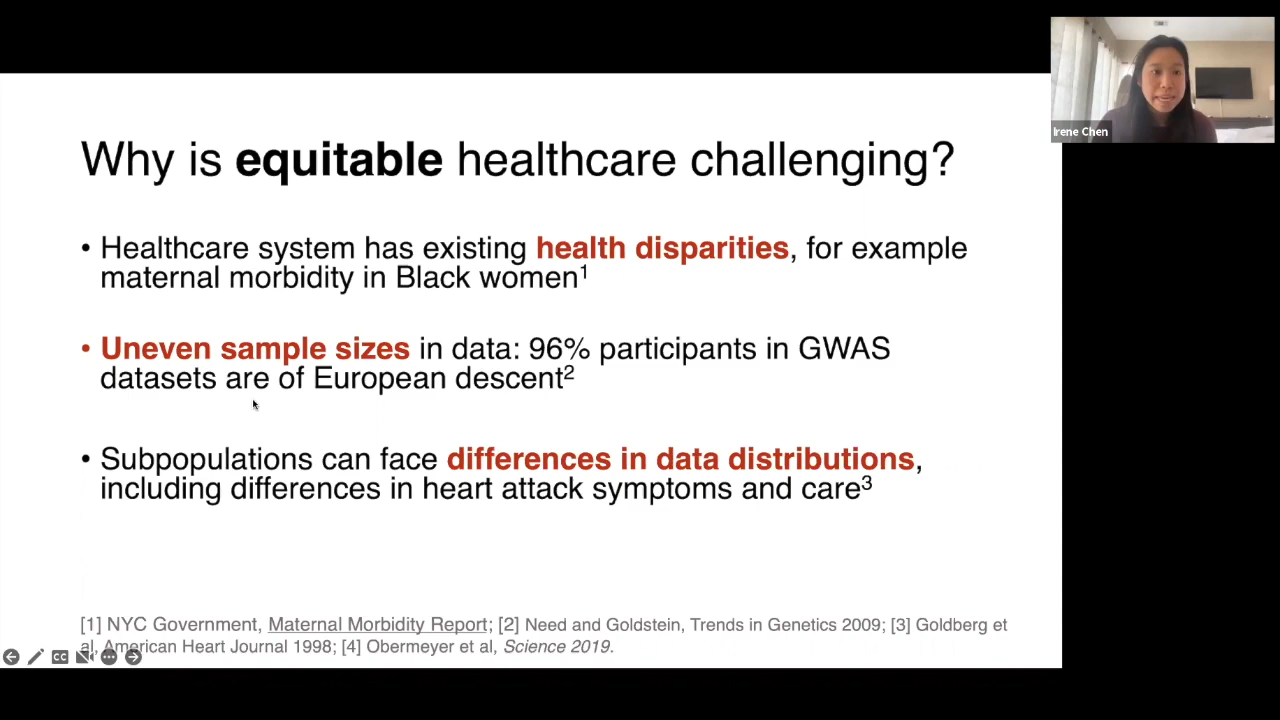 Irene Chen
Why is equitable healthcare challenging?
• Healthcare system has existing health disparities, for example
maternal morbidity in Black women¹
• Uneven sample sizes in data: 96% participants in GWAS
datasets are of European descent²
• Subpopulations can face differences in data distributions,
including differences in heart attack symptoms and care³
[1] NYC Government, Maternal Morbidity Report; [2] Need and Goldstein, Trends in Genetics 2009; [3] Goldberg et
al, American Heart Journal 1998; [4] Obermeyer et al, Science 2019.
CC